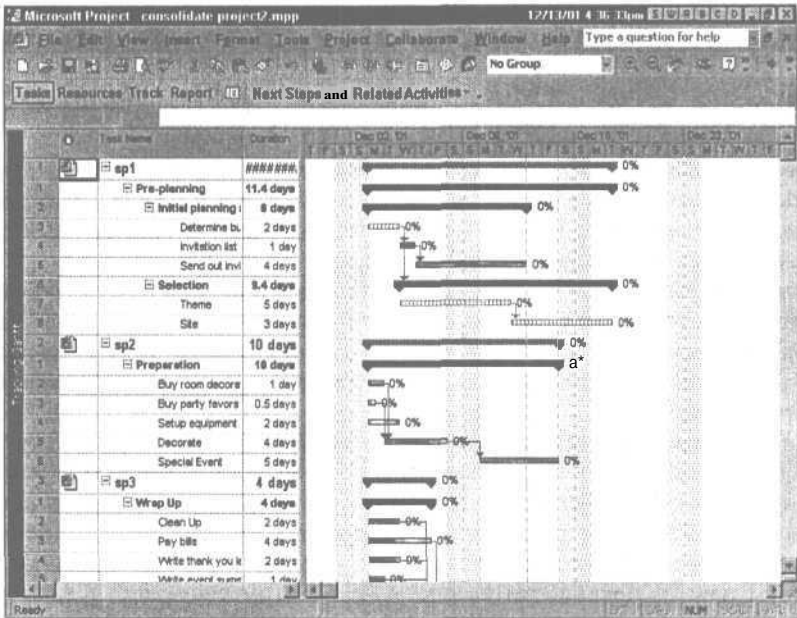 Microsoft Project consolidate project2.mpp 12/13/01 4:36:33pm
File Edit View Insert Format Tools Project Collaborate Window Help Type a question for help
No Group
Tasks Resources Track Report Next Steps and Related Activities
Task Name Duration Dec 02, '01 Dec 09, '01 Dec 16, '01 Dec 23, '01
sp1 ####### 0%
Pre-planning 11.4 days 0%
Initial planning 0%
Determine bu 2 days 0%
Invitation list 1 day 0%
Send out invi 4 days 0%
Selection 9.4 days 0%
Theme 5 days 0%
Site 3 days 0%
sp2 10 days 0%
Preparation 10 days a*
Buy room decora 1 day 0%
Buy party favors 0.5 days 0%
Setup equipment 2 days 0%
Decorate 4 days 0%
Special Event 5 days 0%
sp3 4 days 0%
Wrap Up 4 days 0%
Clean Up 2 days 0%
Pay bills 4 days 0%
Write thank you 2 days 0%
Write event 1 day 0%
Ready NUM